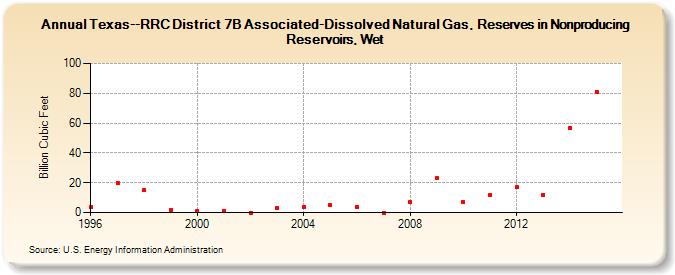 Annual Texas--RRC District 7B Associated-Dissolved Natural Gas, Reserves in Nonproducing
Reservoirs, Wet
Billion Cubic Feet
100
80
60
40
20
0
1996 2000 2004 2008 2012
Source: U.S. Energy Information Administration